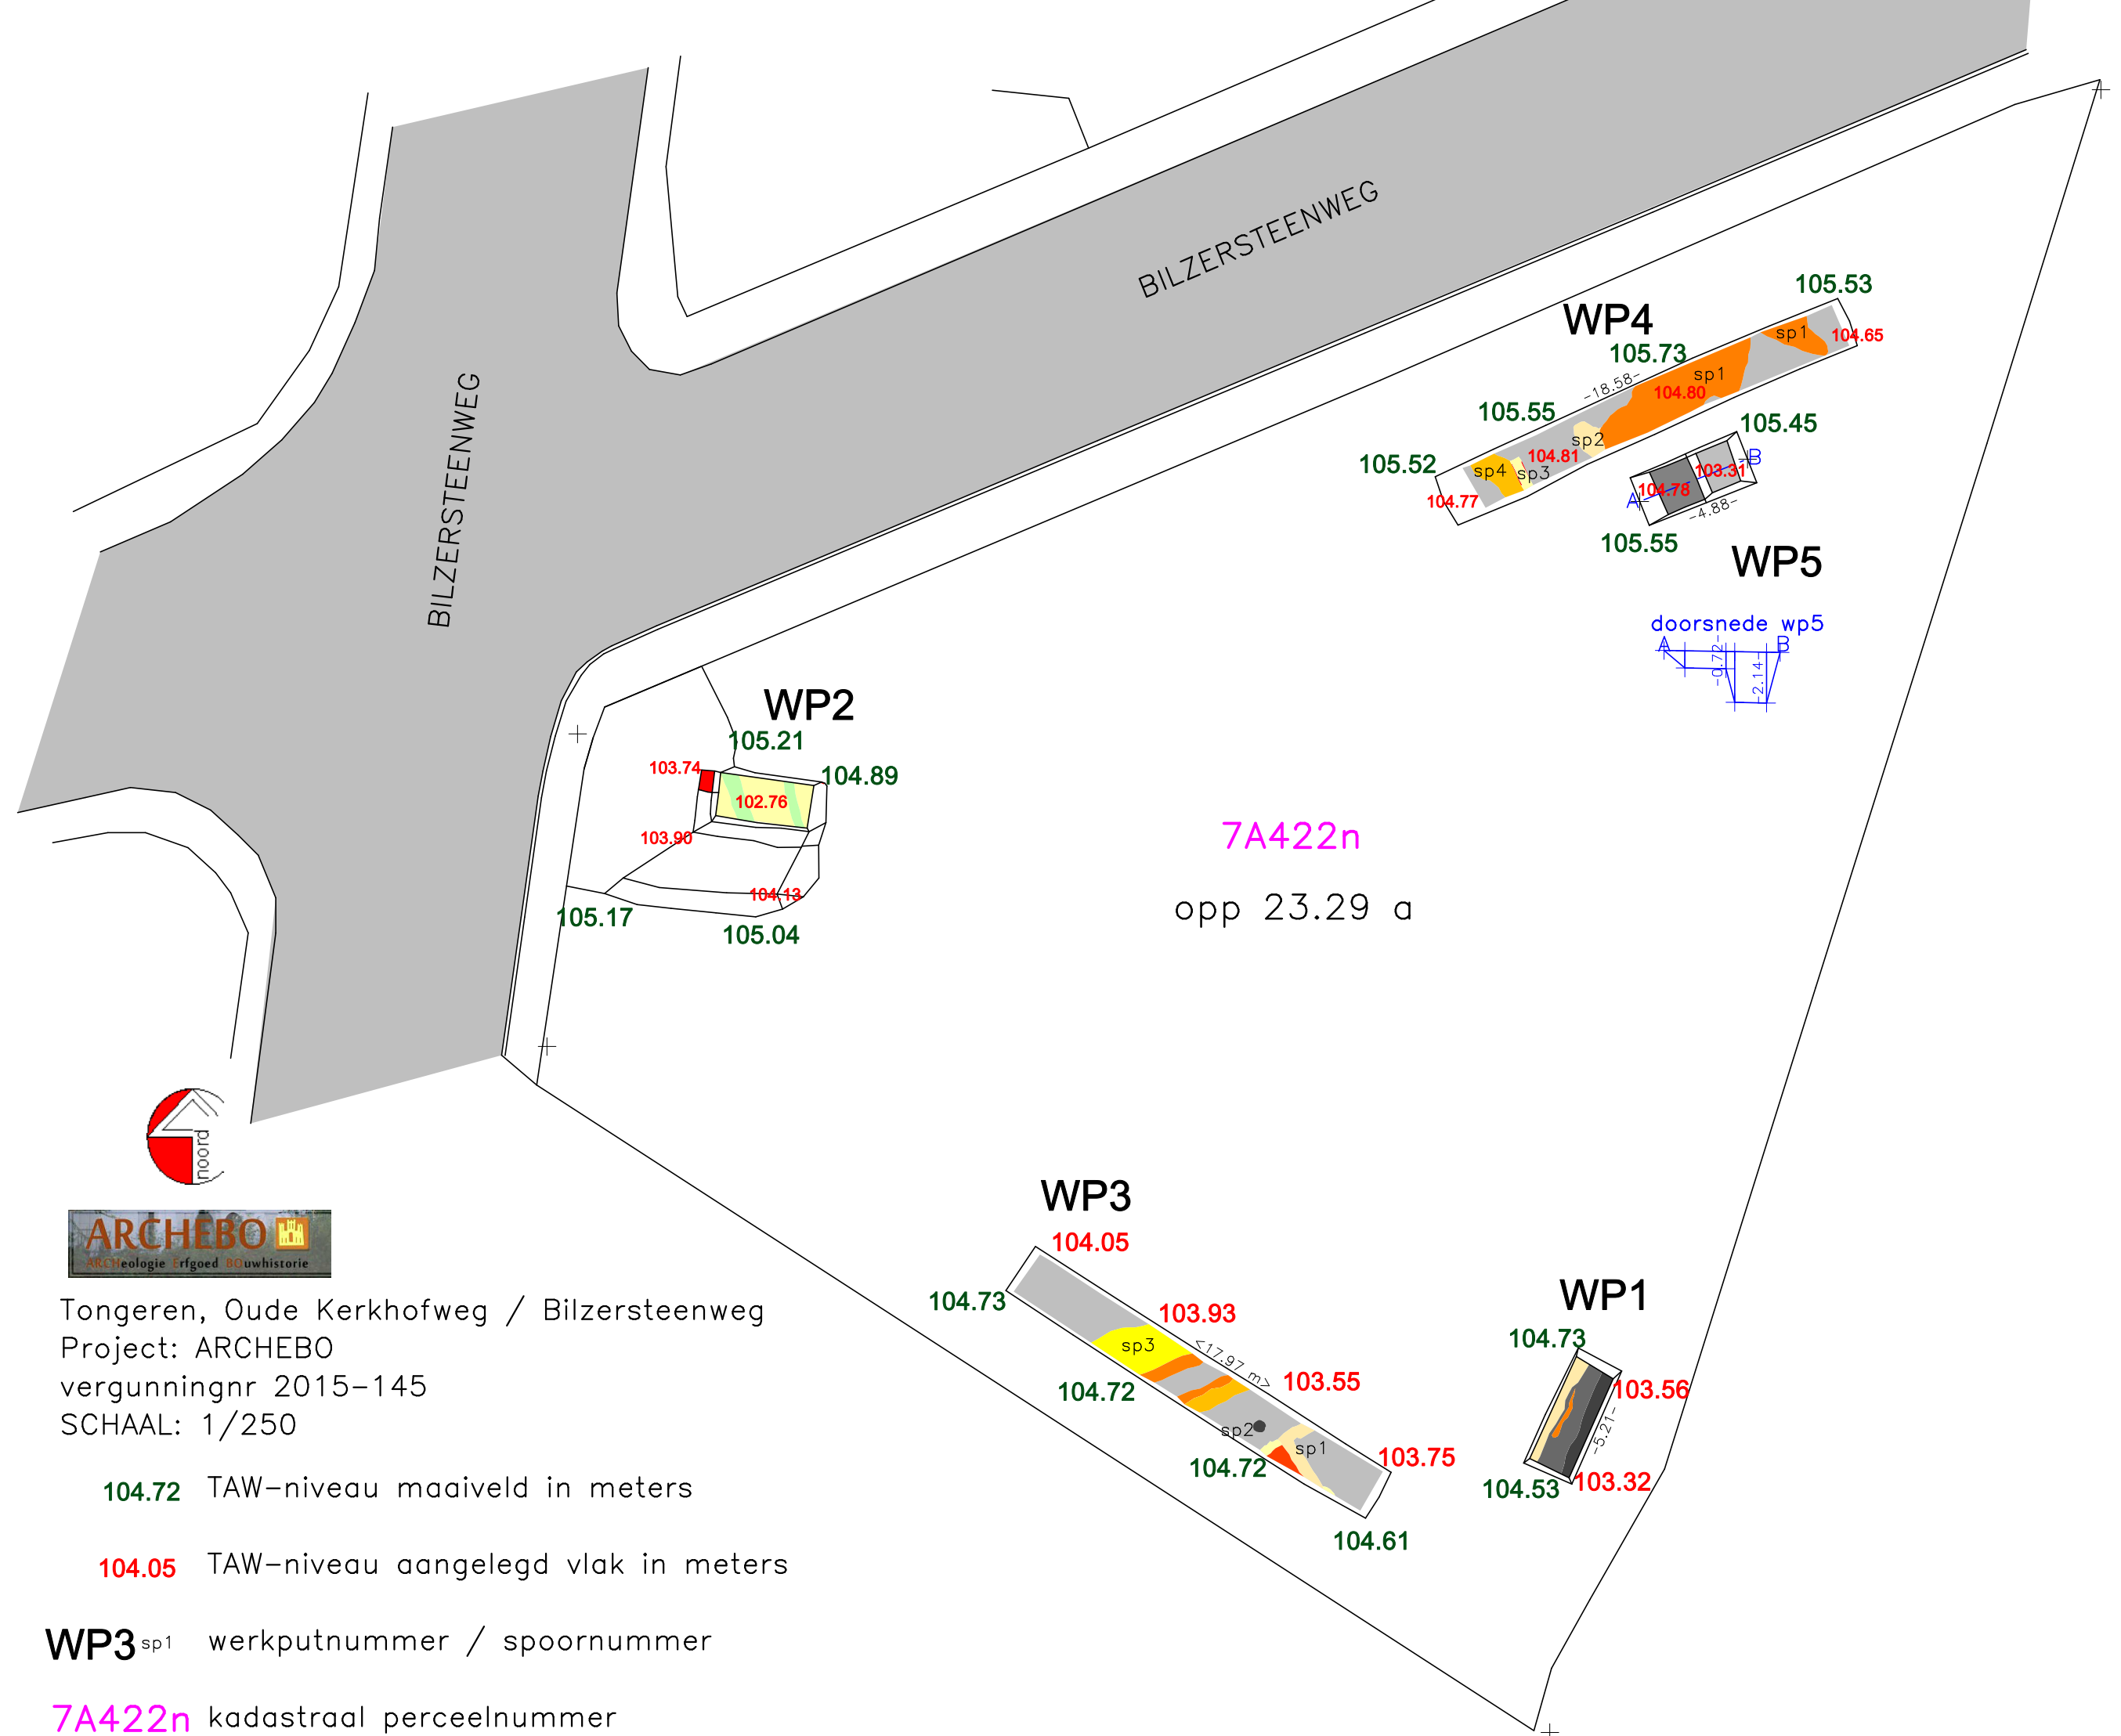 BILZERSTEENWEG
BILZERSTEENWEG
WP4
105.53
105.73
104.65
sp1
sp1
-18.58-
104.80
105.55
105.52
sp2
104.81
sp4
sp3
104.77
105.45
B
103.31
104.78
A
-4.88-
105.55
WP5
doorsnede wp5
A
B
-0.72-
-2.14-
WP2
105.21
103.74
104.89
102.76
103.90
104.13
105.17
105.04
7A422n
opp 23.29 a
noord
WP3
104.05
104.73
103.93
sp3
<17.97 m>
103.55
104.72
sp2
sp1
104.72
103.75
104.61
WP1
104.73
103.56
-5.21-
104.53
103.32
ARCHEBO
ARCHeologie Erfgoed BOuwhistorie
Tongeren, Oude Kerkhofweg / Bilzersteenweg
Project: ARCHEBO
vergunningnr 2015-145
SCHAAL: 1/250
104.72 TAW-niveau maaiveld in meters
104.05 TAW-niveau aangelegd vlak in meters
WP3 sp1 werkputnummer / spoornummer
7A422n kadastraal perceelnummer